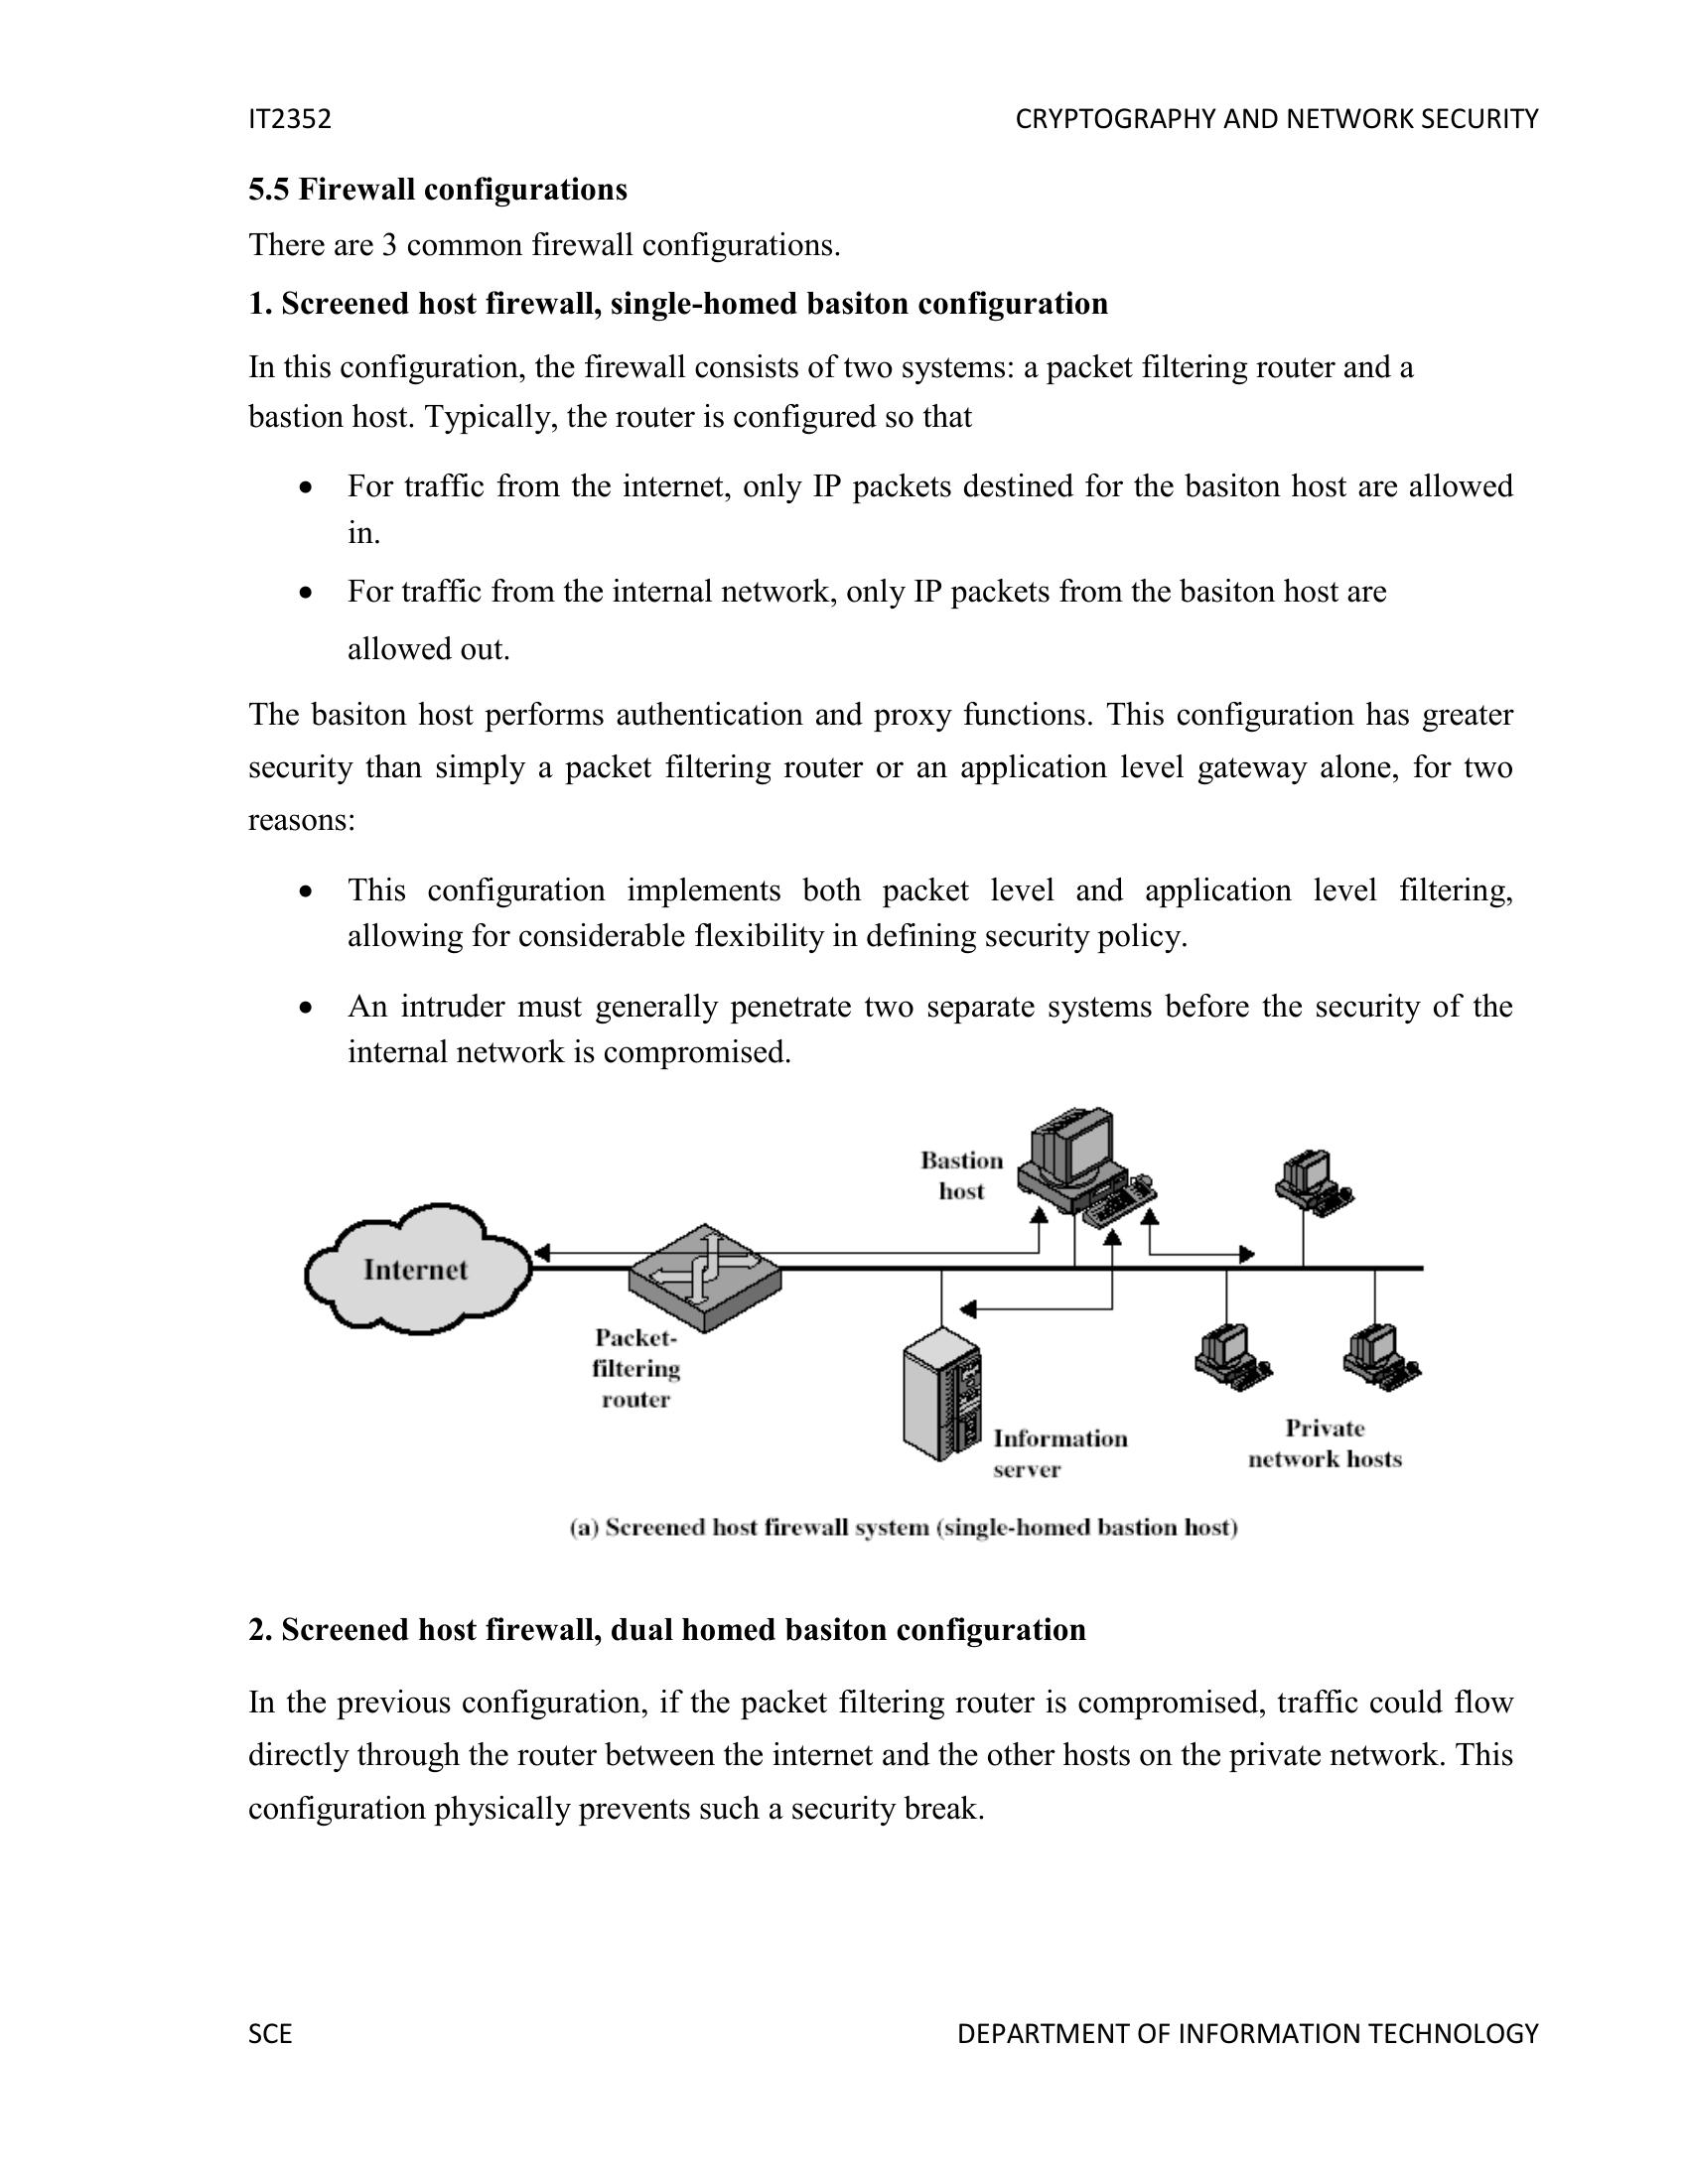 IT2352 CRYPTOGRAPHY AND NETWORK SECURITY
5.5 Firewall configurations
There are 3 common firewall configurations.
1. Screened host firewall, single-homed basiton configuration
In this configuration, the firewall consists of two systems: a packet filtering router and a
bastion host. Typically, the router is configured so that
• For traffic from the internet, only IP packets destined for the basiton host are allowed
in.
• For traffic from the internal network, only IP packets from the basiton host are
allowed out.
The basiton host performs authentication and proxy functions. This configuration has greater
security than simply a packet filtering router or an application level gateway alone, for two
reasons:
• This configuration implements both packet level and application level filtering,
allowing for considerable flexibility in defining security policy.
• An intruder must generally penetrate two separate systems before the security of the
internal network is compromised.
Bastion
host
Internet
Packet-
filtering
router
Information
server
Private
network hosts
(a) Screened host firewall system (single-homed bastion host)
2. Screened host firewall, dual homed basiton configuration
In the previous configuration, if the packet filtering router is compromised, traffic could flow
directly through the router between the internet and the other hosts on the private network. This
configuration physically prevents such a security break.
SCE DEPARTMENT OF INFORMATION TECHNOLOGY